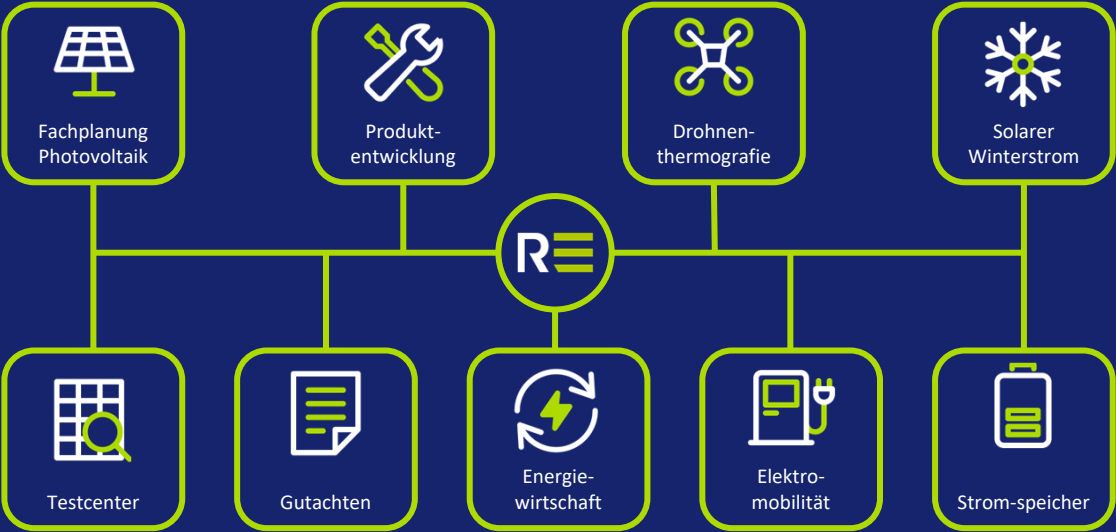 Fachplanung
Photovoltaik
Produkt-
entwicklung
Drohnen-
thermografie
Solarer
Winterstrom
RE
Testcenter
Gutachten
Energie-
wirtschaft
Elektro-
mobilität
Strom-speicher